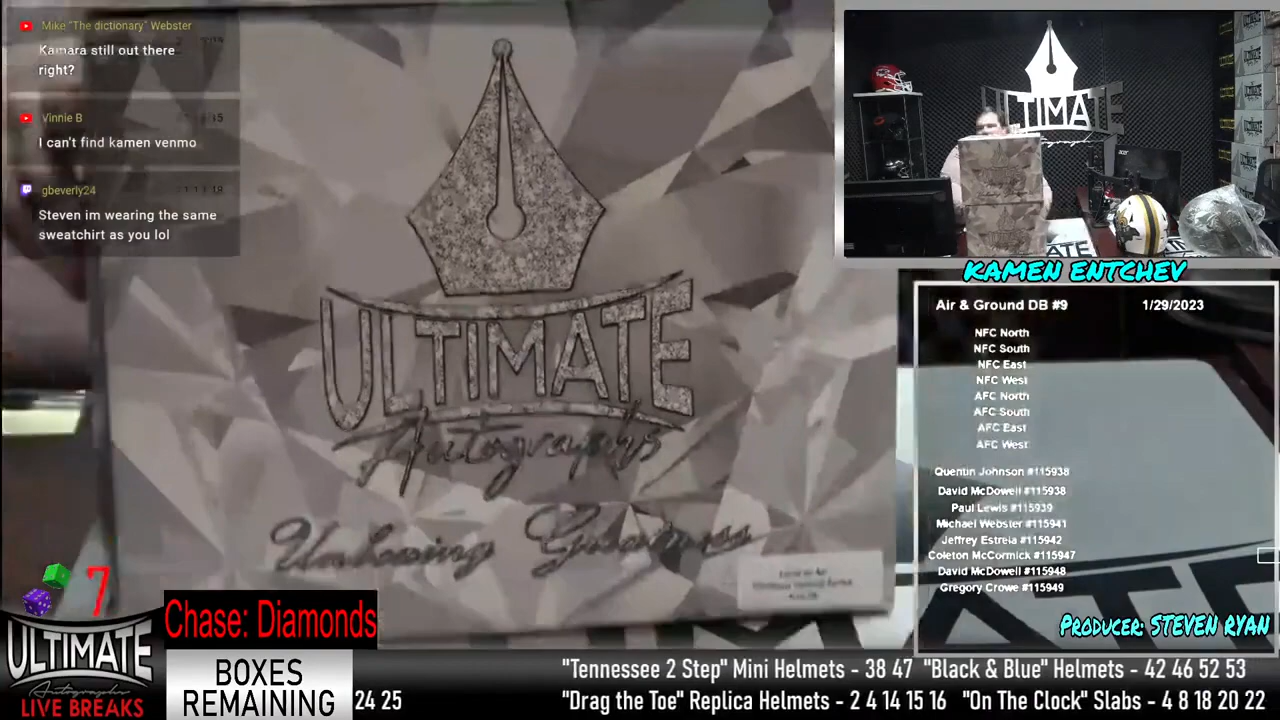 Mike "The dictionary" Webster
Kamara still out there
right?
Vinnie B
I can't find kamen venmo
gbeverly24
Steven im wearing the same
sweatchirt as you lol
ULTIMATE
Autographs
Unboxing Greatness
KAMEN ENTCHEV
Air & Ground DB #9 1/29/2023
NFC North
NFC South
NFC East
NFC West
AFC North
AFC South
AFC East
AFC West
Quentin Johnson #115938
David McDowell #115938
Paul Lewis #115939
Michael Webster #115941
Jeffrey Estrela #115942
Coleton McCormick #115947
David McDowell #115948
Gregory Crowe #115949
PRODUCER: STEVEN RYAN
7
ULTIMATE
Autographs
LIVE BREAKS
Chase: Diamonds
BOXES
REMAINING
24 25
"Tennessee 2 Step" Mini Helmets - 38 47 "Black & Blue" Helmets - 42 46 52 53
"Drag the Toe" Replica Helmets - 2 4 14 15 16 "On The Clock" Slabs - 4 8 18 20 22